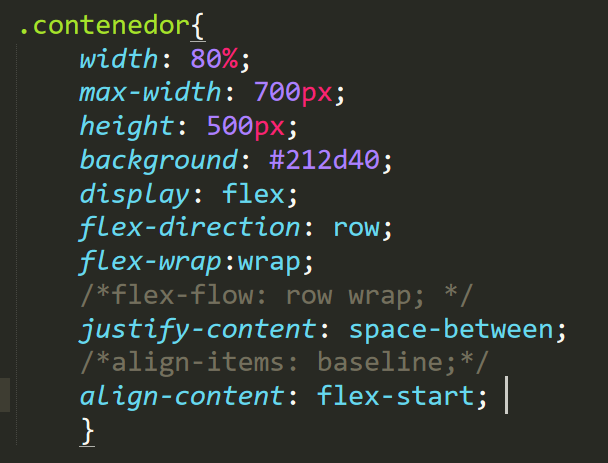 .contenedor{
width: 80%;
max-width: 700px;
height: 500px;
background: #212d40;
display: flex;
flex-direction: row;
flex-wrap:wrap;
/*flex-flow: row wrap; */
justify-content: space-between;
/*align-items: baseline;*/
align-content: flex-start;
}